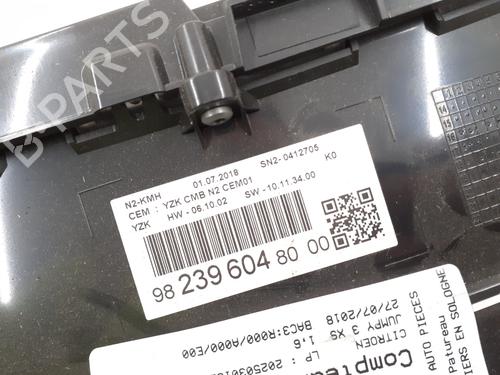 B-PARTS
N2-KMH 01.07.2018 SN2- 0412705
CEM : YZK CMB N2 CEM01 K0
YZK HW - 06.10.02 SW - 10.11.34.00
98 239 604 80 00
AUTO PIECES
Patureau
IERS EN SOLOGNE
CITROEN
JUMPY 3 XS
27/07/2018
1,6
BAC3:R000/A000/E00